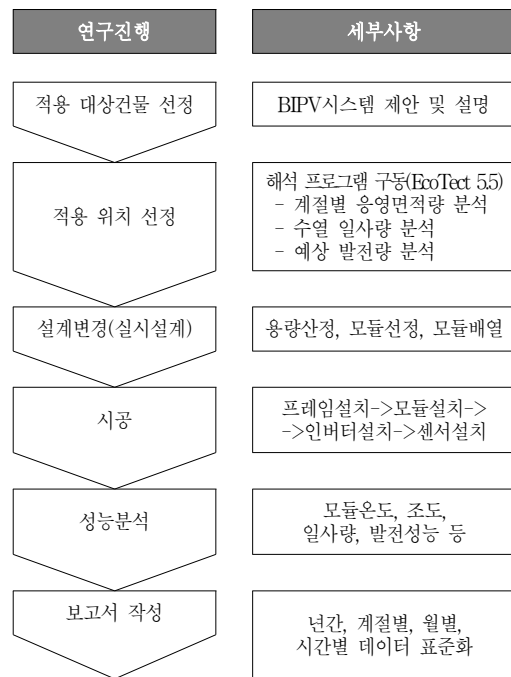 연구진행
세부사항
적용 대상건물 선정
BIPV시스템 제안 및 설명
적용 위치 선정
해석 프로그램 구동(EcoTect 5.5)
- 계절별 음영면적량 분석
- 수열 일사량 분석
- 예상 발전량 분석
설계변경(실시설계)
용량산정, 모듈선정, 모듈배열
시공
프레임설치->모듈설치->
->인버터설치->센서설치
성능분석
모듈온도, 조도,
일사량, 발전성능 등
보고서 작성
년간, 계절별, 월별,
시간별 데이터 표준화